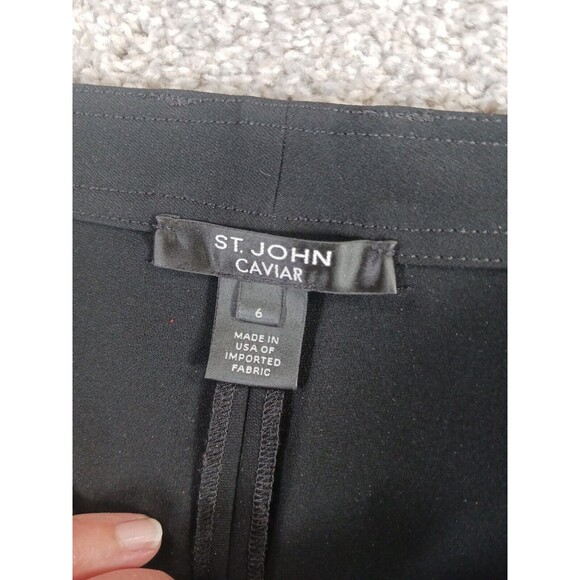 ST. JOHN
CAVIAR
6
MADE IN
USA OF
IMPORTED
FABRIC